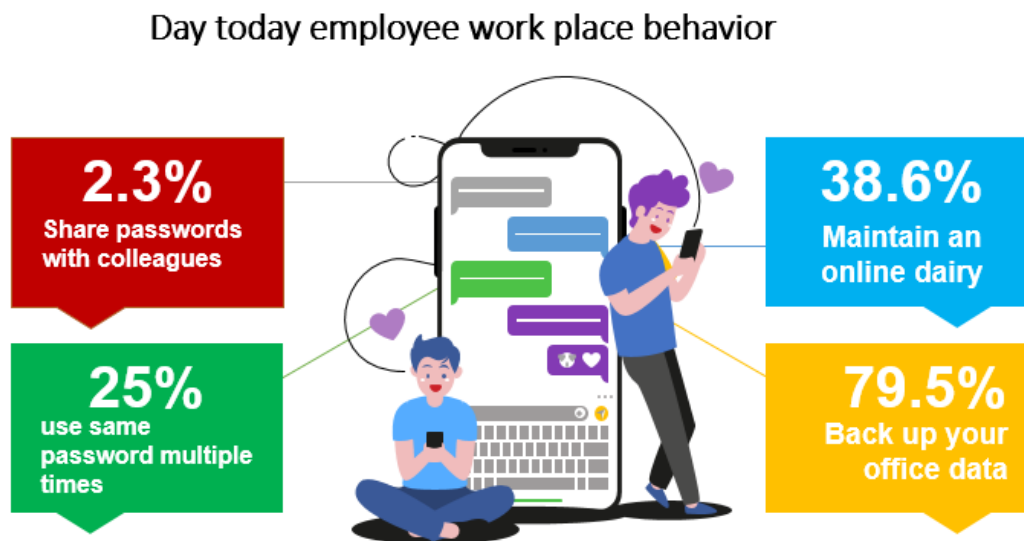 Day today employee work place behavior
2.3%
Share passwords
with colleagues
38.6%
Maintain an
online dairy
25%
use same
password multiple
times
79.5%
Back up your
office data